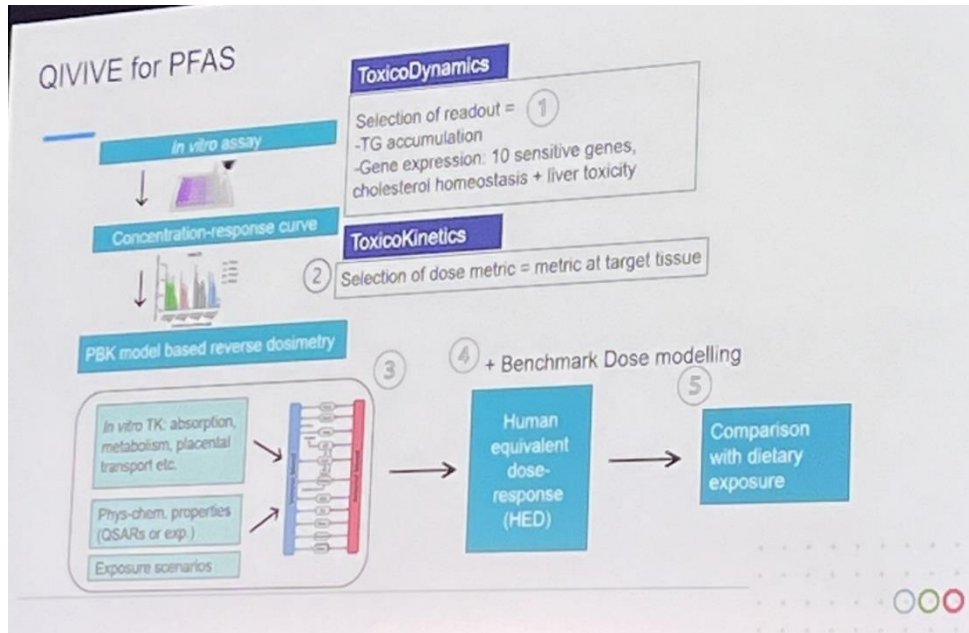 QIVIVE for PFAS
ToxicoDynamics
Selection of readout = 1
-TG accumulation
-Gene expression: 10 sensitive genes,
cholesterol homeostasis + liver toxicity
In vitro assay
Concentration-response curve
ToxicoKinetics
2 Selection of dose metric = metric at target tissue
PBK model based reverse dosimetry
3
4 + Benchmark Dose modelling
5
In vitro TK: absorption,
metabolism, placental
transport etc.
Phys-chem. properties
(QSARs or exp.)
Exposure scenarios
Human
equivalent
dose-
response
(HED)
Comparison
with dietary
exposure